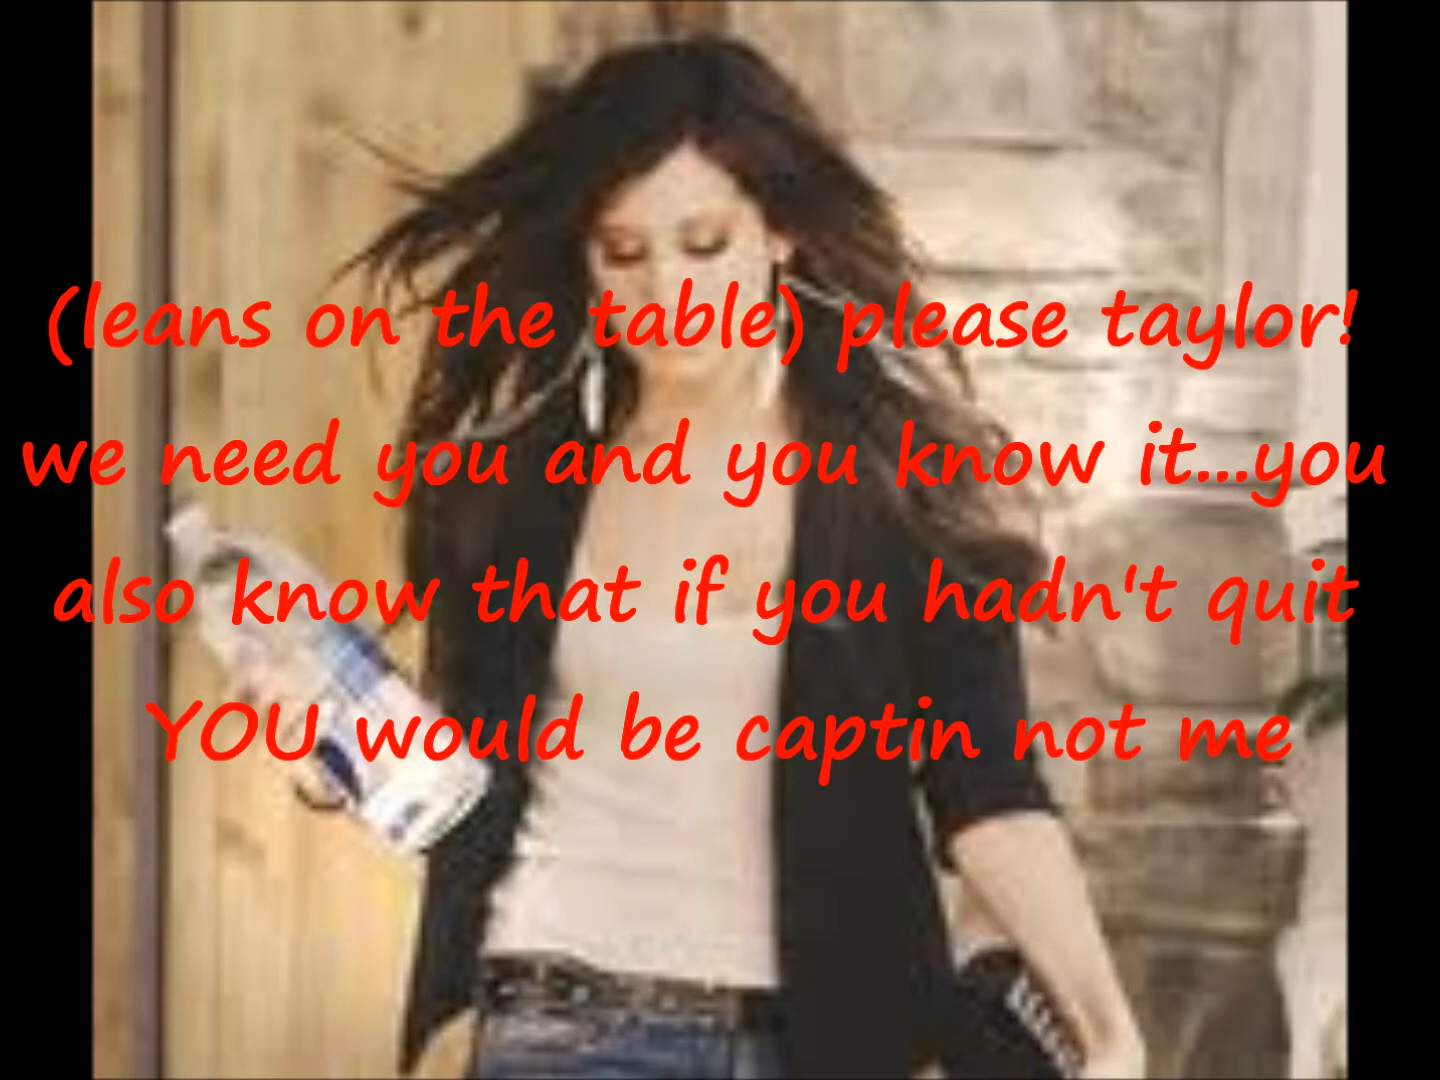 (leans on the table) please taylor!
we need you and you know it...you
also know that if you hadn't quit
YOU would be captin not me